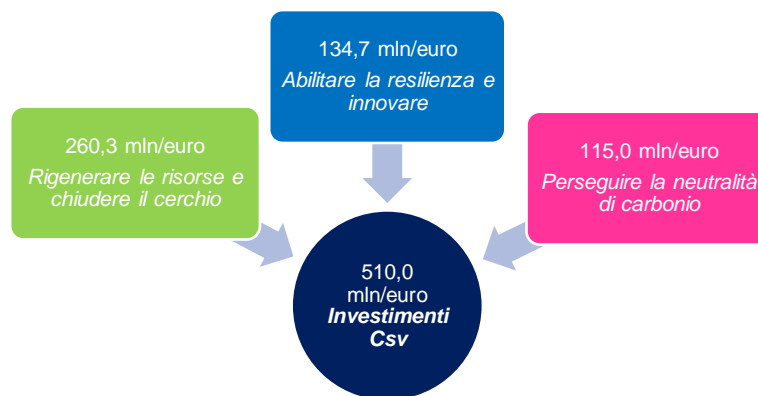 134,7 mln/euro
Abilitare la resilienza e
innovare
260,3 mln/euro
Rigenerare le risorse e
chiudere il cerchio
115,0 mln/euro
Perseguire la neutralità
di carbonio
510,0
mln/euro
Investimenti
Csv